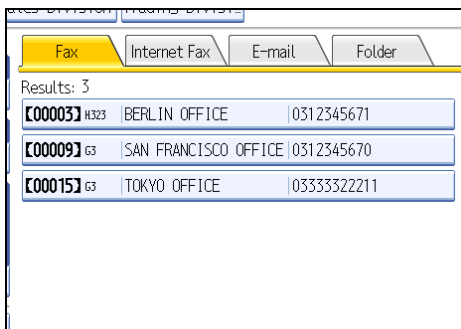 Fax Internet Fax E-mail Folder
Results: 3
【00003】 H323 BERLIN OFFICE 0312345671
【00009】 G3 SAN FRANCISCO OFFICE 0312345670
【00015】 G3 TOKYO OFFICE 03333322211